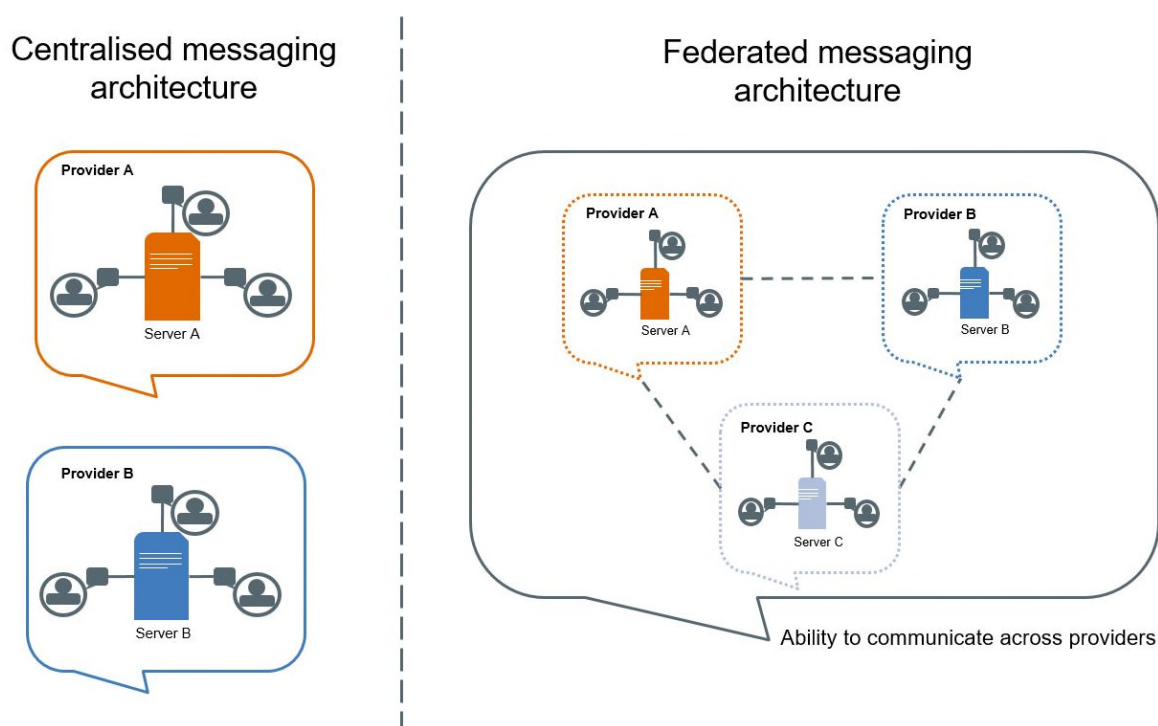 Centralised messaging
architecture
Provider A
Server A
Provider B
Server B
Federated messaging
architecture
Provider A
Server A
Provider B
Server B
Provider C
Server C
Ability to communicate across providers